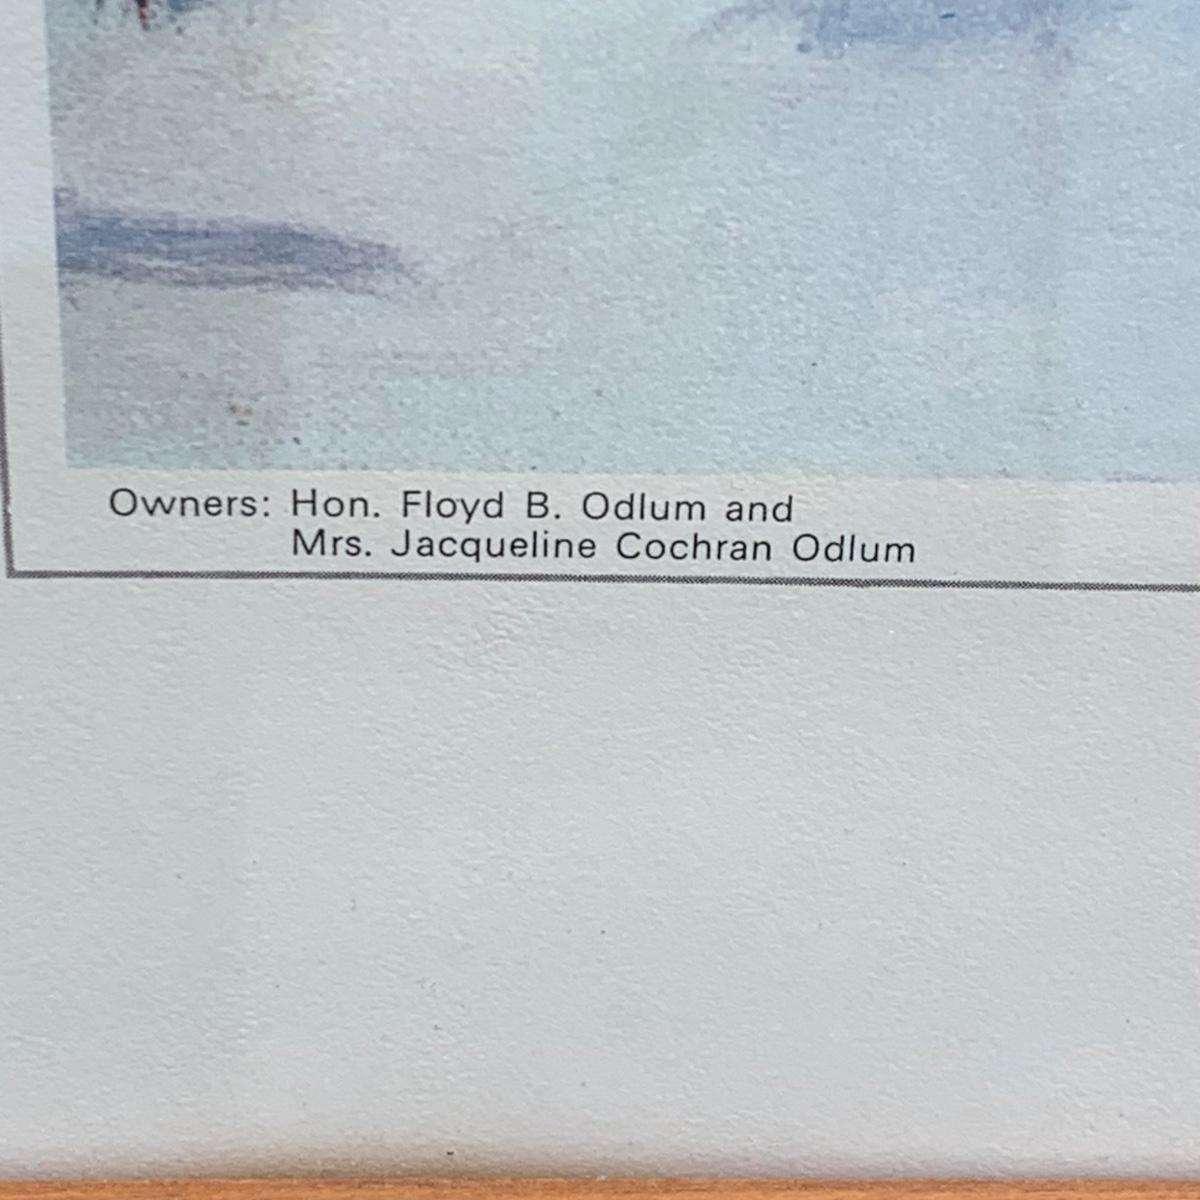 Owners: Hon. Floyd B. Odlum and
Mrs. Jacqueline Cochran Odlum